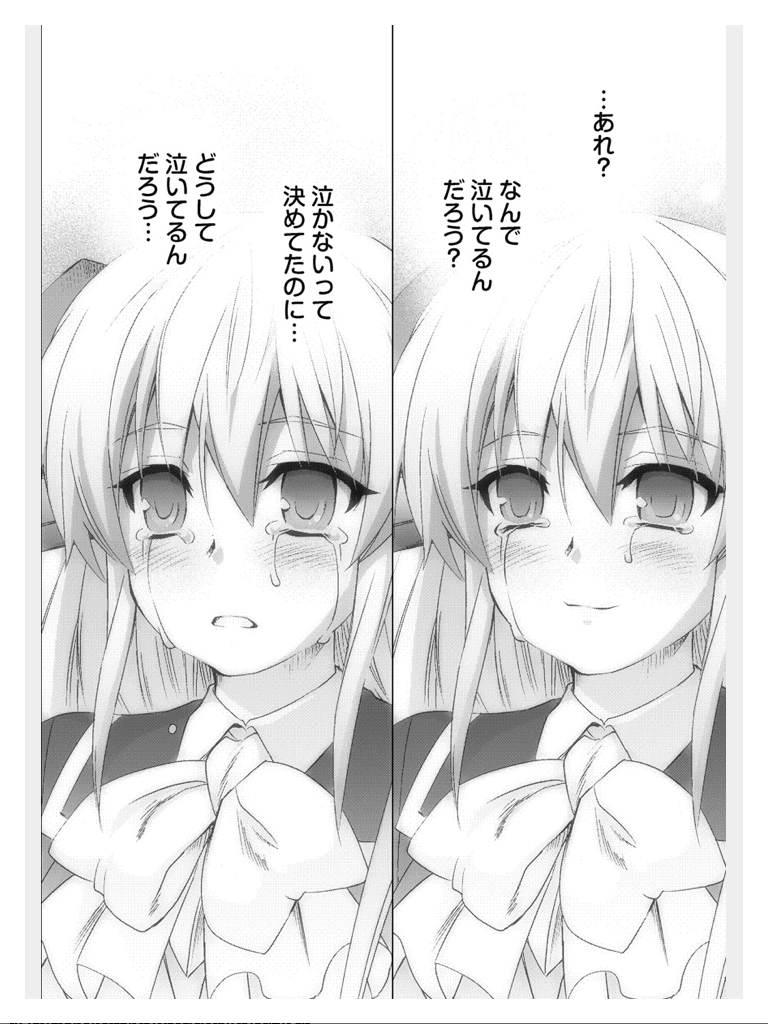 …あれ？
なんで
泣いてるん
だろう？
泣かないって
決めてたのに…
どうして
泣いてるん
だろう…